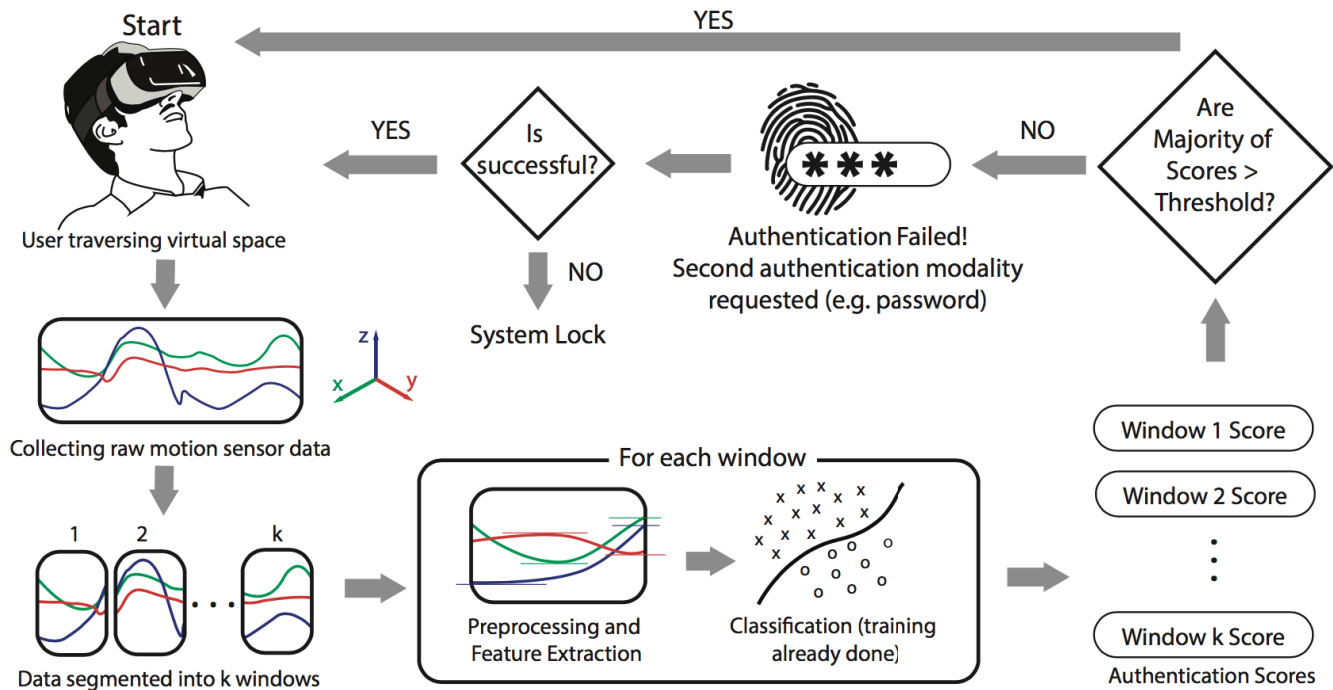 Start
YES
User traversing virtual space
Is
successful?
YES
NO
System Lock
***
Authentication Failed!
Second authentication modality
requested (e.g. password)
NO
Are
Majority of
Scores >
Threshold?
z
x
y
Collecting raw motion sensor data
1
2
k
...
Data segmented into k windows
For each window
Preprocessing and
Feature Extraction
x x x x x x x x x x x x x x x x x
o o o o o o o o o o o
Classification (training
already done)
Window 1 Score
Window 2 Score
Window k Score
Authentication Scores